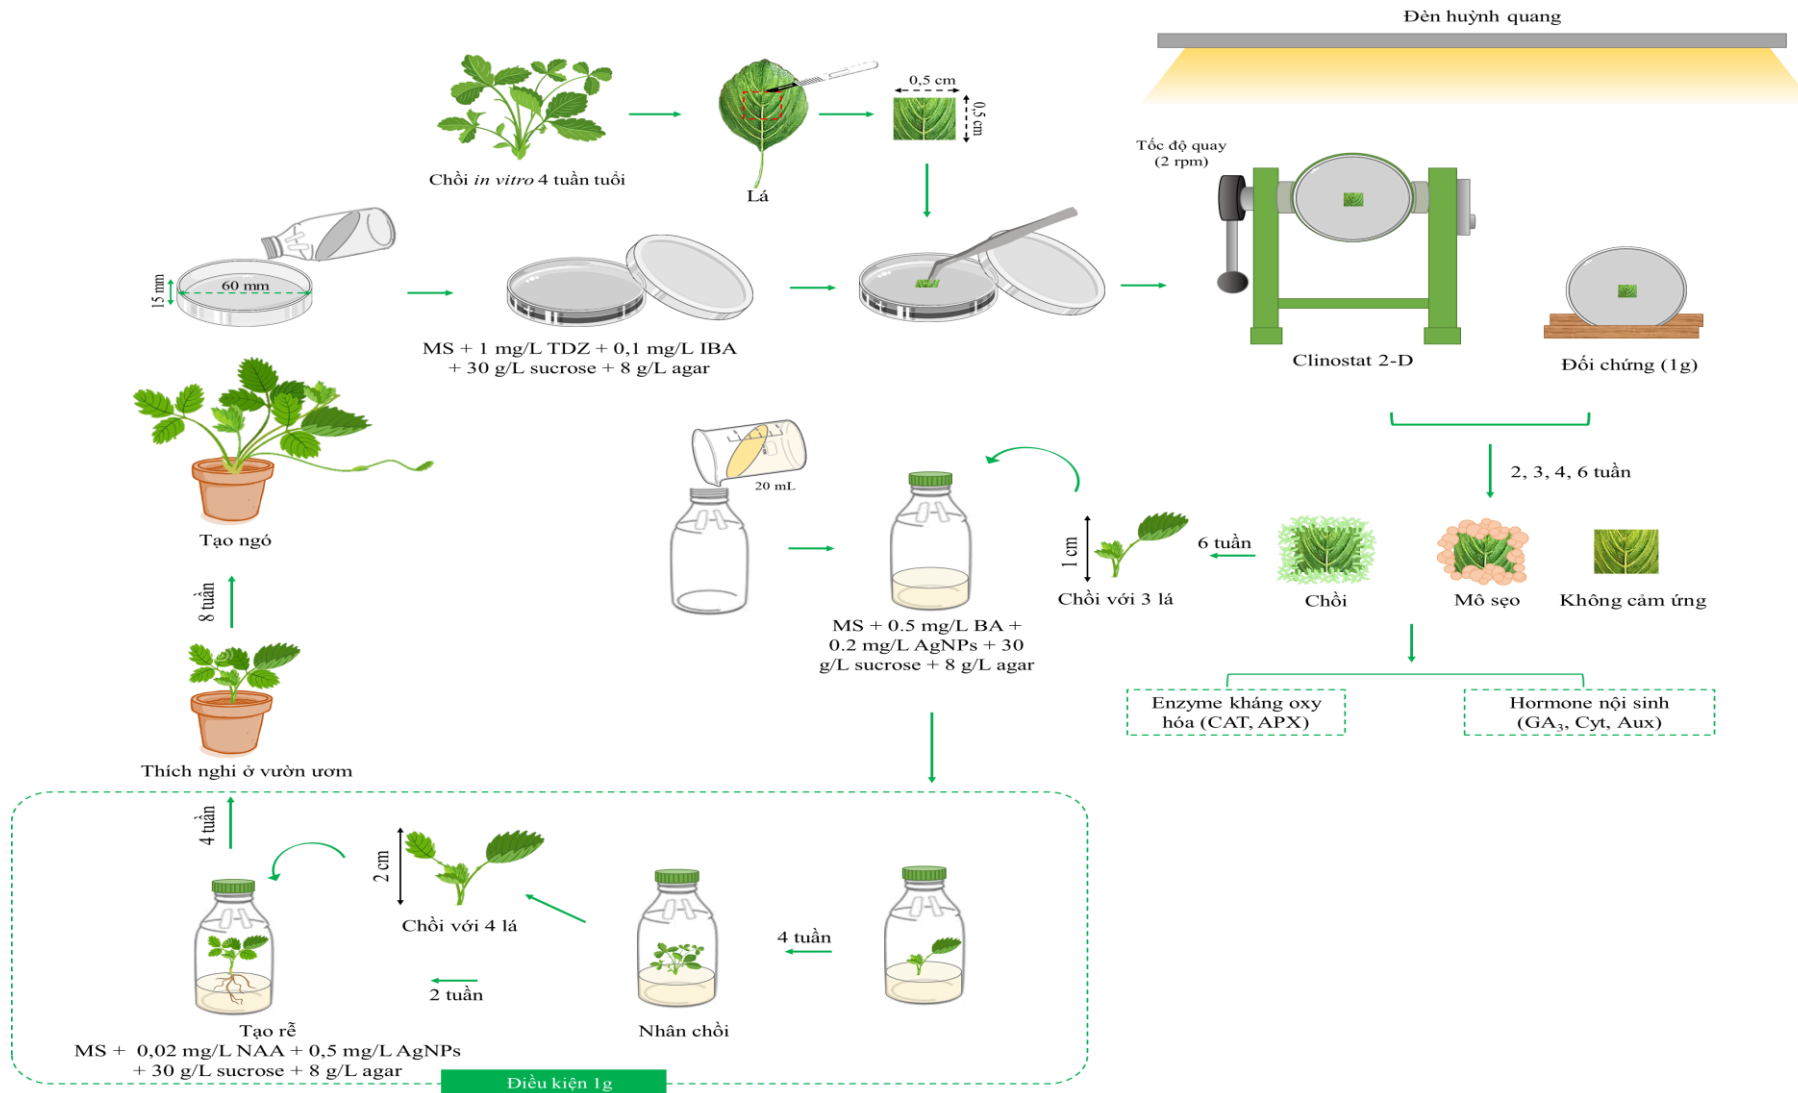 Đèn huỳnh quang
0,5 cm
0,5 cm
Tốc độ quay
(2 rpm)
Chồi in vitro 4 tuần tuổi
Lá
60 mm
15 mm
MS + 1 mg/L TDZ + 0,1 mg/L IBA
+ 30 g/L sucrose + 8 g/L agar
Clinostat 2-D
Đối chứng (1g)
2, 3, 4, 6 tuần
20 mL
6 tuần
1 cm
Chồi với 3 lá
Chồi
Mô sẹo
Không cảm ứng
MS + 0.5 mg/L BA +
0.2 mg/L AgNPs + 30
g/L sucrose + 8 g/L agar
Enzyme kháng oxy
hóa (CAT, APX)
Hormone nội sinh
(GA₃, Cyt, Aux)
Tạo ngó
8 tuần
Thích nghi ở vườn ươm
4 tuần
2 cm
Chồi với 4 lá
4 tuần
2 tuần
Nhân chồi
Tạo rễ
MS + 0,02 mg/L NAA + 0,5 mg/L AgNPs
+ 30 g/L sucrose + 8 g/L agar
Điều kiện 1g